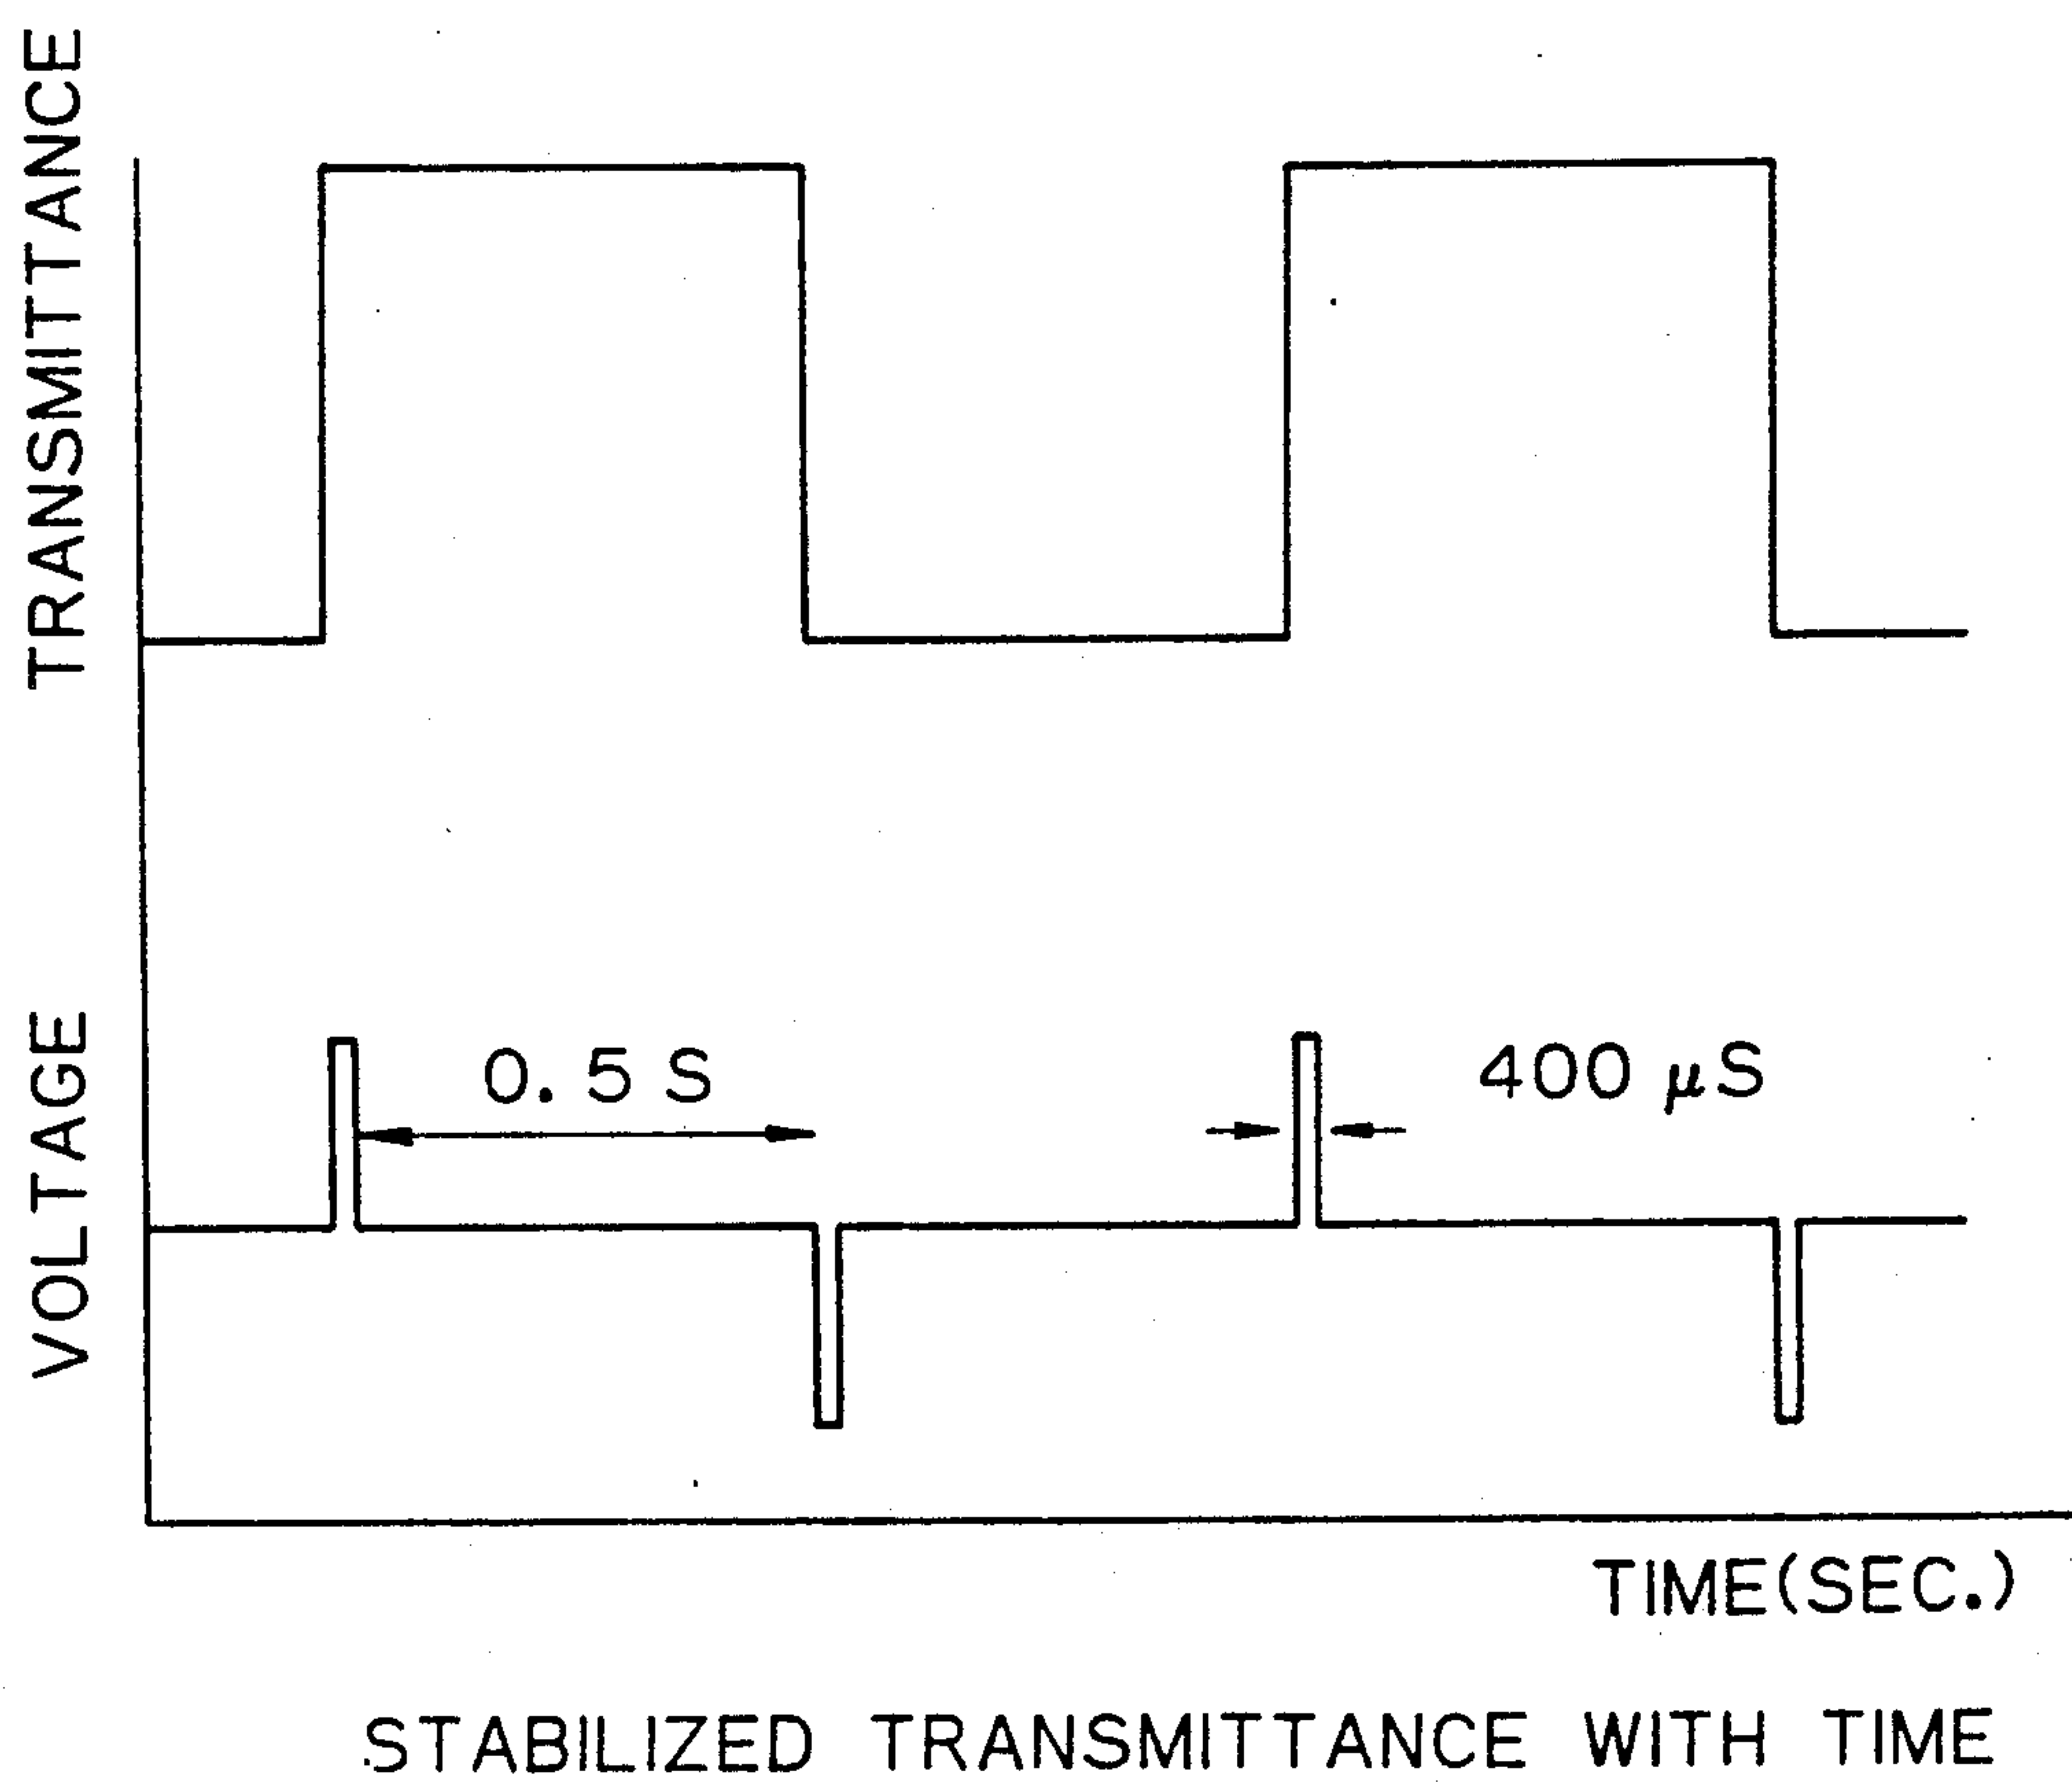 TRANSMITTANCE
VOLTAGE
0.5 S
400 μS
TIME(SEC.)
STABILIZED TRANSMITTANCE WITH TIME